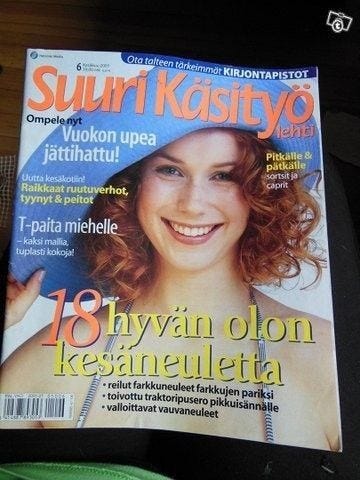 Ota talteen tärkeimmät KIRJONTAPISTOT
6
Suuri Käsityö
lehti
Ompele nyt
Vuokon upea
jättihattu!
Pitkälle &
pätkälle
sortsit ja
caprit
Uutta kesäkotiin!
Raikkaat ruutuverhot,
tyynyt & peitot
T-paita miehelle
– kaksi mallia,
tuplasti kokoja!
18 hyvän olon
kesäneuletta
• reilut farkkuneuleet farkkujen pariksi
• toivottu traktoripusero pikkuisännälle
• valloittavat vauvaneuleet